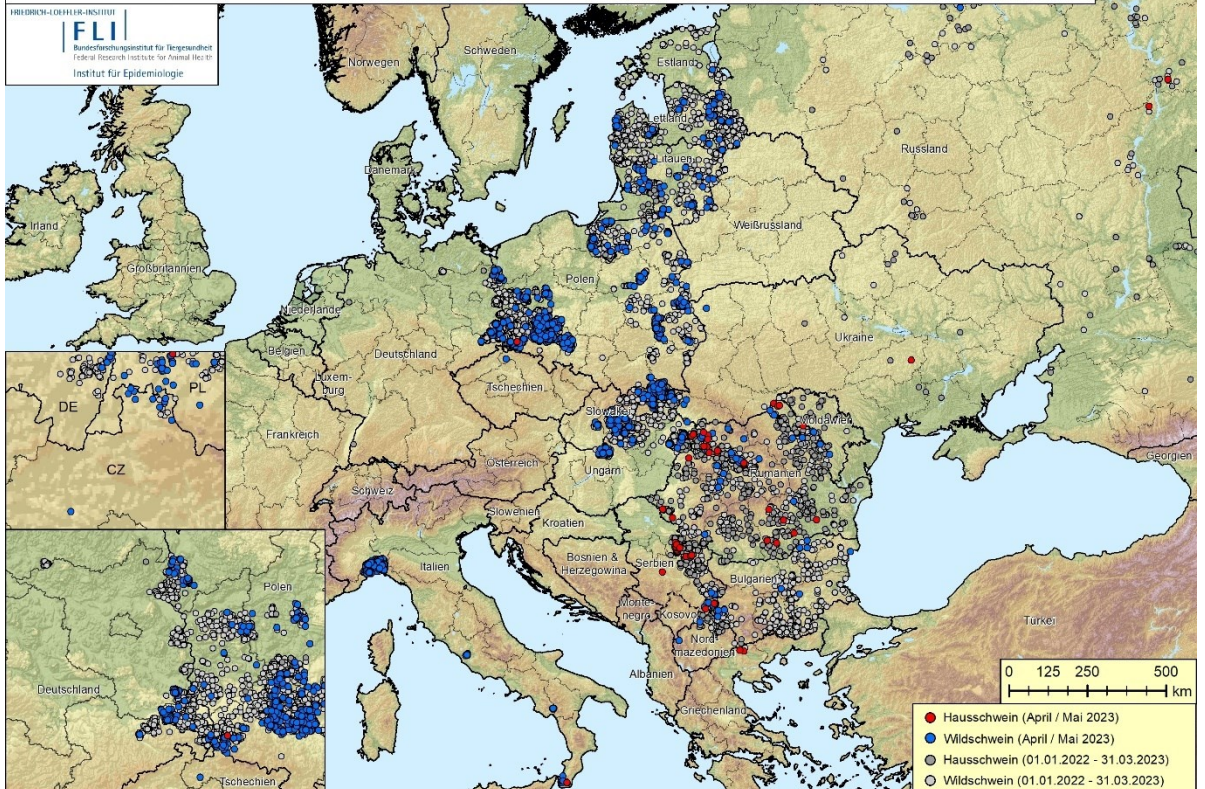 FRIEDRICH-LOEFFLER-INSTITUT
FLI
Bundesforschungsinstitut für Tiergesundheit
Federal Research Institute for Animal Health
Institut für Epidemiologie
Norwegen
Schweden
Estland
Lettland
Russland
Dänemark
Litauen
Irland
Weißrussland
Großbritannien
Polen
Niederlande
Ukraine
Belgien
Deutschland
Luxem-
burg
Tschechien
DE
PL
Slowakei
Moldawien
Frankreich
CZ
Österreich
Ungarn
Rumänien
Georgien
Schweiz
Slowenien
Kroatien
Bosnien &
Herzegowina
Serbien
Italien
Bulgarien
Polen
Monte-
negro
Kosovo
Türkei
Nord-
mazedonien
Albanien
Deutschland
Griechenland
Tschechien
0 125 250 500
km
Hausschwein (April / Mai 2023)
Wildschwein (April / Mai 2023)
Hausschwein (01.01.2022 - 31.03.2023)
Wildschwein (01.01.2022 - 31.03.2023)